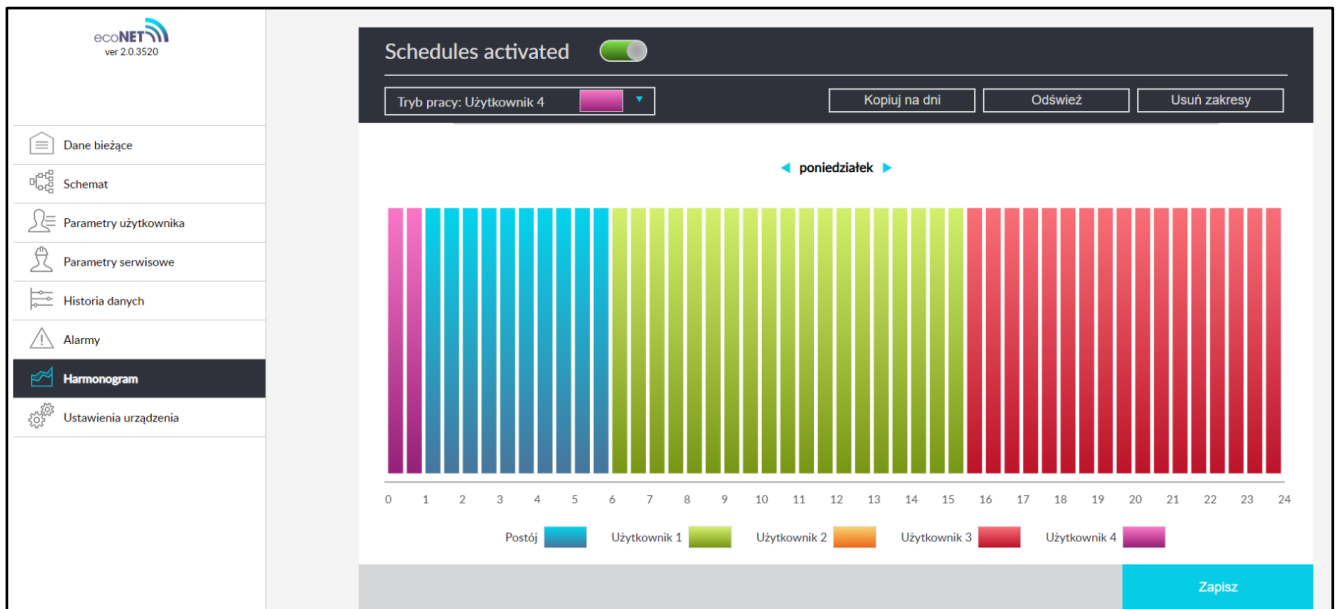 ecoNET
ver 2.0.3520
Dane bieżące
Schemat
Parametry użytkownika
Parametry serwisowe
Historia danych
Alarmy
Harmonogram
Ustawienia urządzenia
Schedules activated
Tryb pracy: Użytkownik 4
Kopiuj na dni
Odśwież
Usuń zakresy
poniedziałek
0 1 2 3 4 5 6 7 8 9 10 11 12 13 14 15 16 17 18 19 20 21 22 23 24
Postój Użytkownik 1 Użytkownik 2 Użytkownik 3 Użytkownik 4
Zapisz